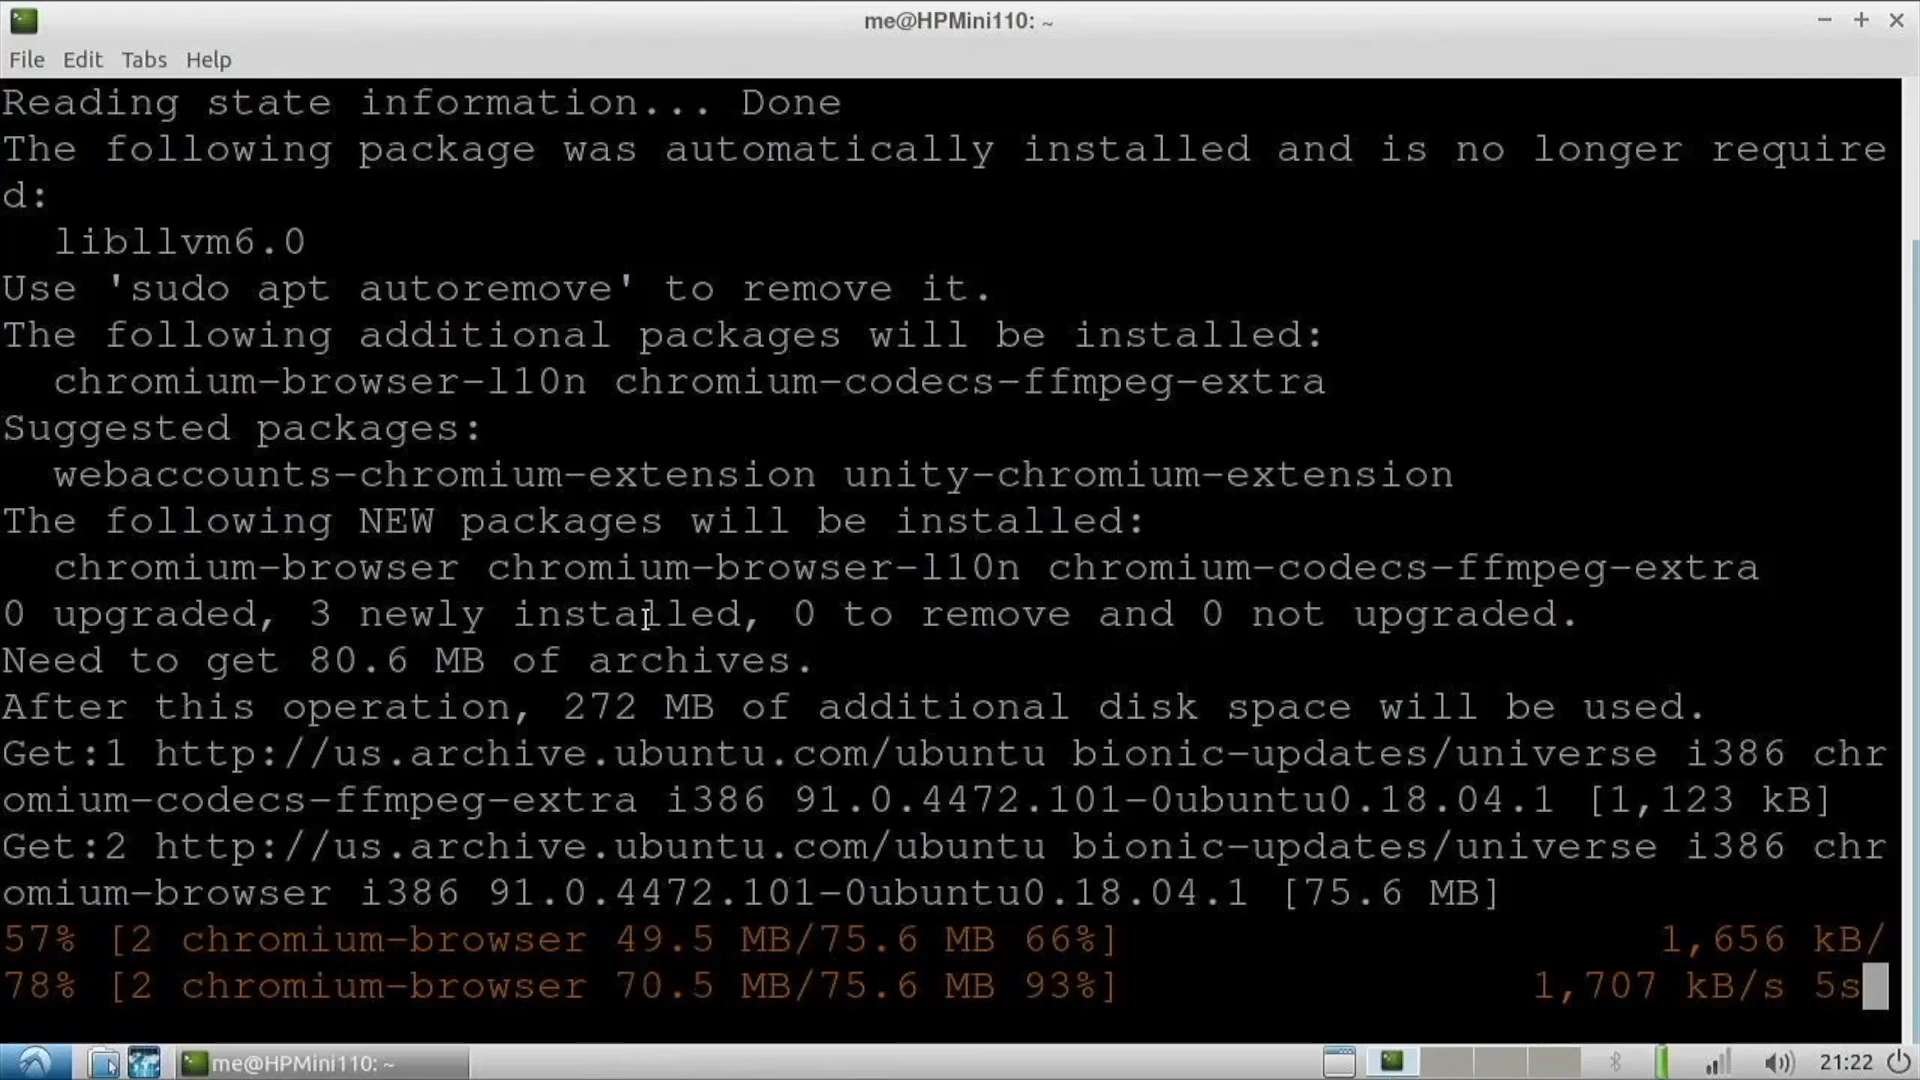 me@HPMini110: ~
File Edit Tabs Help
Reading state information... Done
The following package was automatically installed and is no longer require
d:
libllvm6.0
Use 'sudo apt autoremove' to remove it.
The following additional packages will be installed:
chromium-browser-l10n chromium-codecs-ffmpeg-extra
Suggested packages:
webaccounts-chromium-extension unity-chromium-extension
The following NEW packages will be installed:
chromium-browser chromium-browser-l10n chromium-codecs-ffmpeg-extra
0 upgraded, 3 newly installed, 0 to remove and 0 not upgraded.
Need to get 80.6 MB of archives.
After this operation, 272 MB of additional disk space will be used.
Get:1 http://us.archive.ubuntu.com/ubuntu bionic-updates/universe i386 chr
omium-codecs-ffmpeg-extra i386 91.0.4472.101-0ubuntu0.18.04.1 [1,123 kB]
Get:2 http://us.archive.ubuntu.com/ubuntu bionic-updates/universe i386 chr
omium-browser i386 91.0.4472.101-0ubuntu0.18.04.1 [75.6 MB]
57% [2 chromium-browser 49.5 MB/75.6 MB 66%] 1,656 kB/
78% [2 chromium-browser 70.5 MB/75.6 MB 93%] 1,707 kB/s 5s
me@HPMini110: ~ 21:22